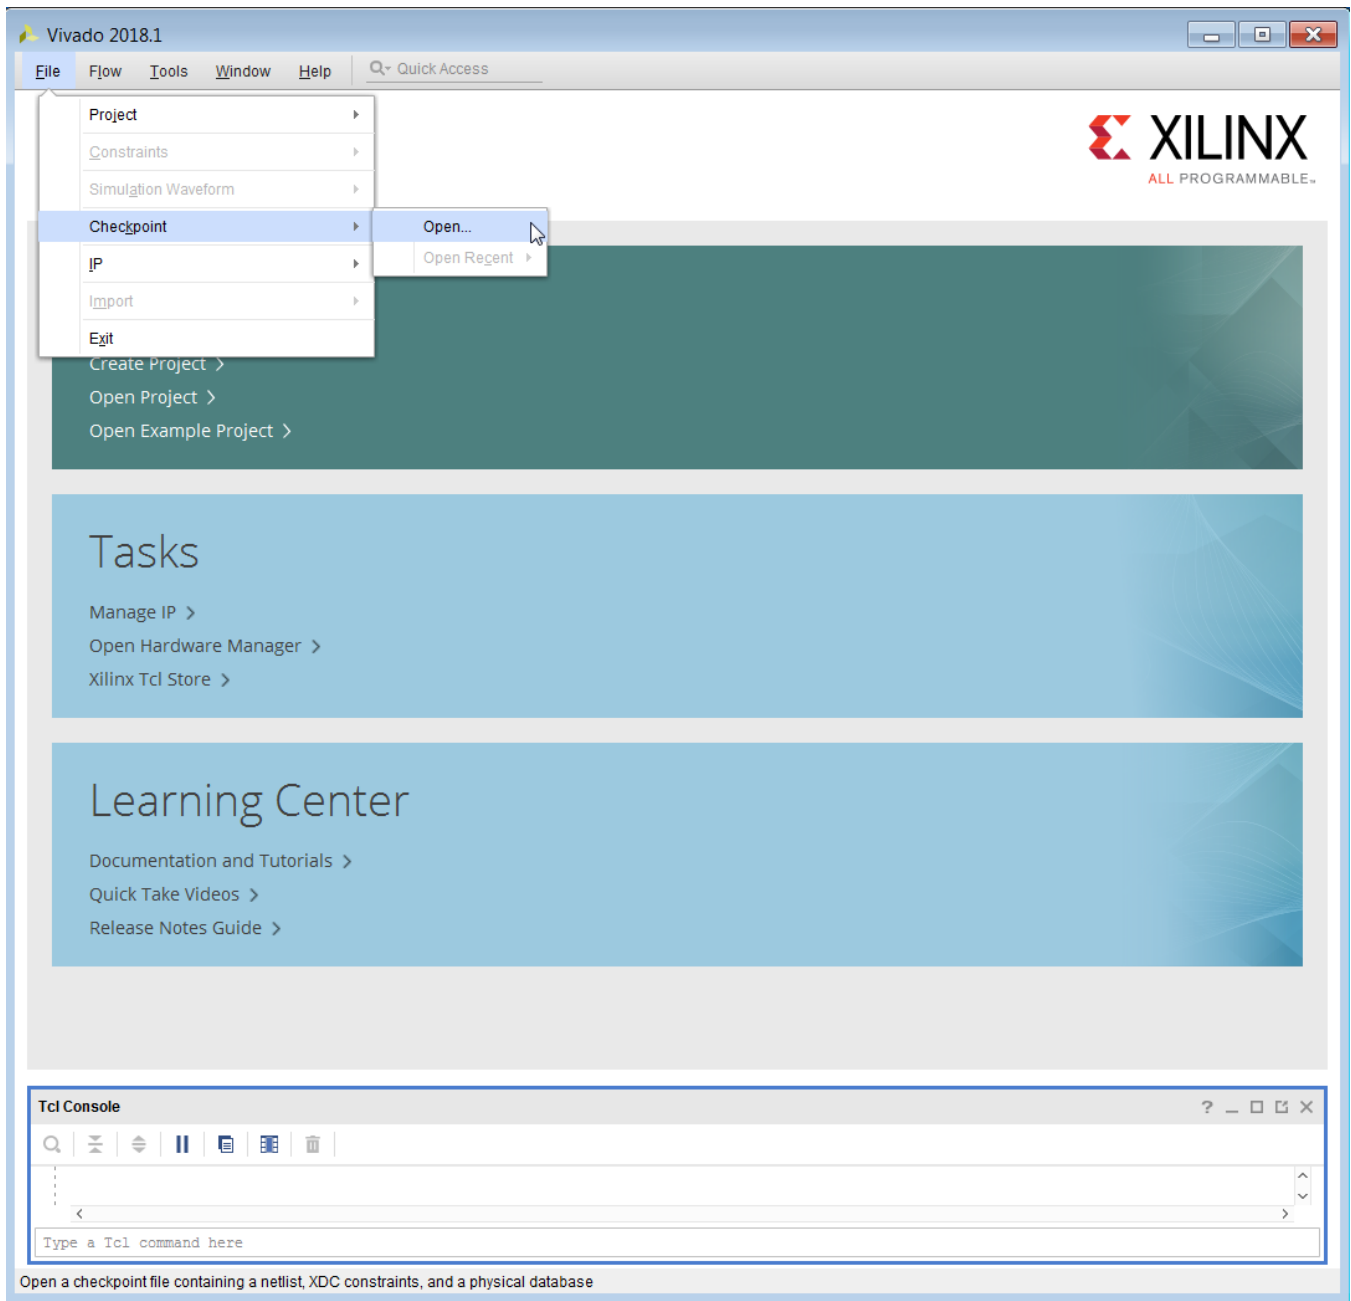 Vivado 2018.1
File Flow Tools Window Help Quick Access
Project
Constraints
Simulation Waveform
Checkpoint
Open...
IP
Open Recent
Import
Exit
XILINX
ALL PROGRAMMABLE™
Create Project
Open Project
Open Example Project
Tasks
Manage IP
Open Hardware Manager
Xilinx Tcl Store
Learning Center
Documentation and Tutorials
Quick Take Videos
Release Notes Guide
Tcl Console
Type a Tcl command here
Open a checkpoint file containing a netlist, XDC constraints, and a physical database